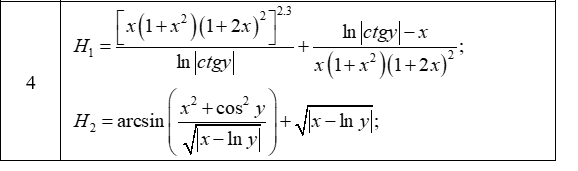 4
H₁ = [x(1+x²)(1+2x)²]^2.3 / ln|ctgy| + (ln|ctgy|−x) / (x(1+x²)(1+2x)²);
H₂ = arcsin((x²+cos² y) / √|x−ln y|) + √|x−ln y|;